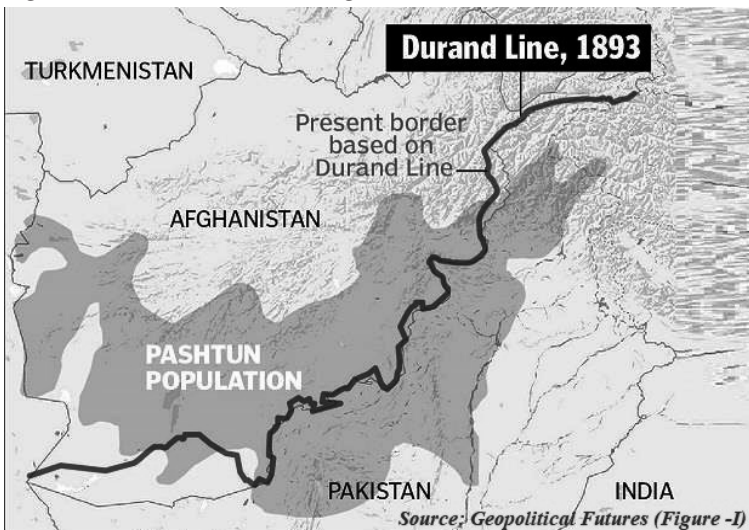 Durand Line, 1893
TURKMENISTAN
Present border
based on
Durand Line
AFGHANISTAN
PASHTUN
POPULATION
PAKISTAN
INDIA
Source: Geopolitical Futures (Figure -I)